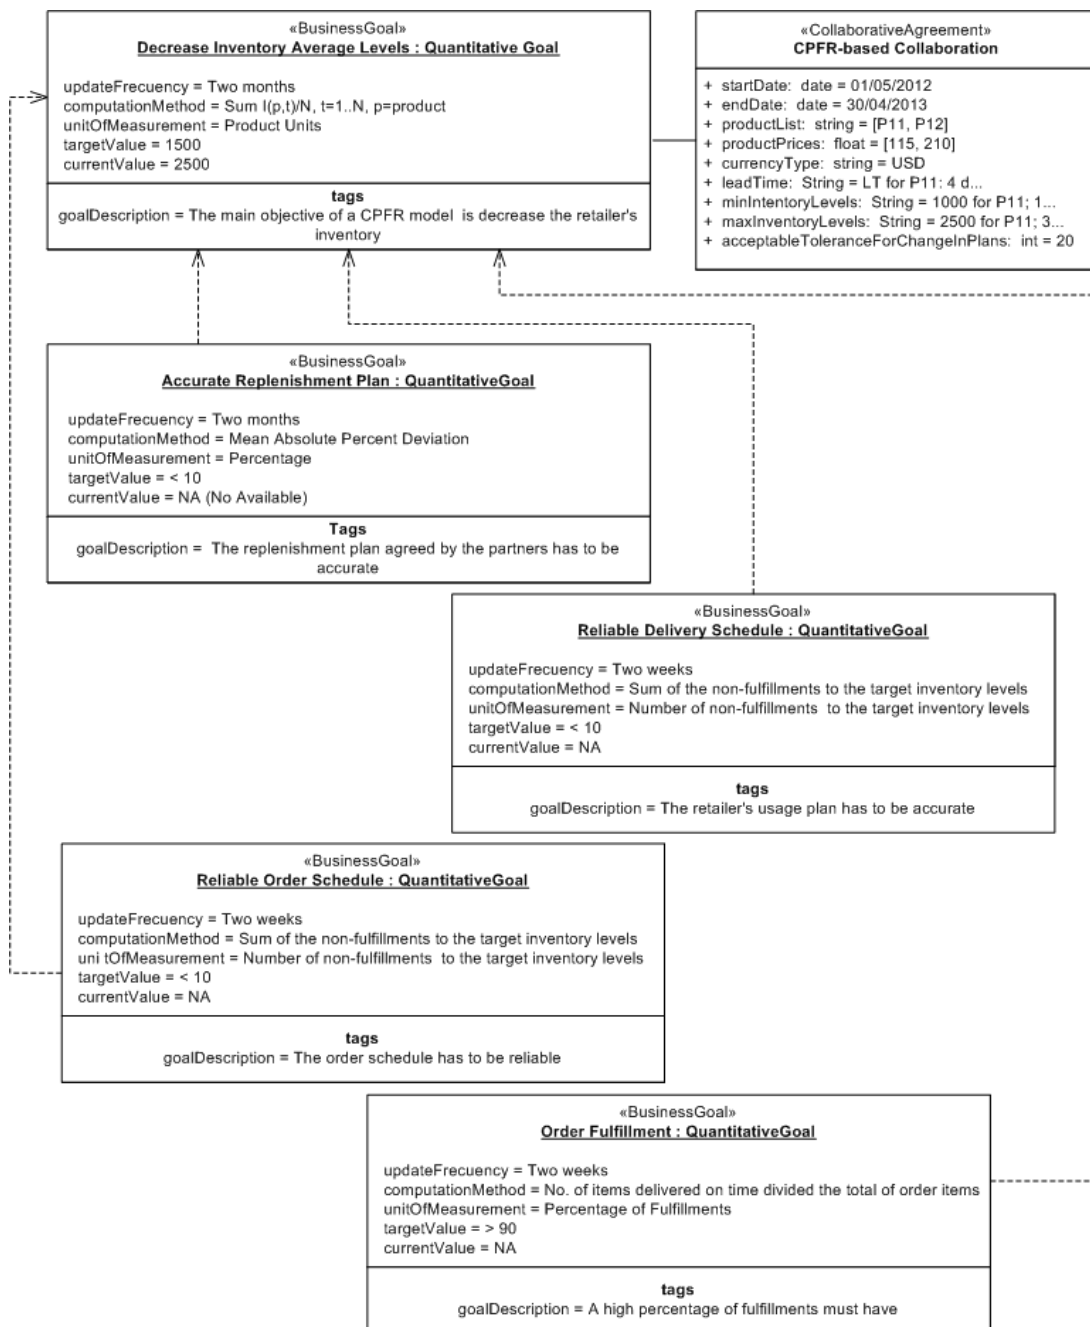 «BusinessGoal»
Decrease Inventory Average Levels : Quantitative Goal
updateFrecuency = Two months
computationMethod = Sum I(p,t)/N, t=1..N, p=product
unitOfMeasurement = Product Units
targetValue = 1500
currentValue = 2500
tags
goalDescription = The main objective of a CPFR model  is decrease the retailer's
inventory
«CollaborativeAgreement»
CPFR-based Collaboration
+ startDate:  date = 01/05/2012
+ endDate:  date = 30/04/2013
+ productList:  string = [P11, P12]
+ productPrices:  float = [115, 210]
+ currencyType:  string = USD
+ leadTime:  String = LT for P11: 4 d...
+ minIntentoryLevels:  String = 1000 for P11; 1...
+ maxInventoryLevels:  String = 2500 for P11; 3...
+ acceptableToleranceForChangeInPlans:  int = 20
«BusinessGoal»
Accurate Replenishment Plan : QuantitativeGoal
updateFrecuency = Two months
computationMethod = Mean Absolute Percent Deviation
unitOfMeasurement = Percentage
targetValue = < 10
currentValue = NA (No Available)
Tags
goalDescription =  The replenishment plan agreed by the partners has to be
accurate
«BusinessGoal»
Reliable Delivery Schedule : QuantitativeGoal
updateFrecuency = Two weeks
computationMethod = Sum of the non-fulfillments to the target inventory levels
unitOfMeasurement = Number of non-fulfillments  to the target inventory levels
targetValue = < 10
currentValue = NA
tags
goalDescription = The retailer's usage plan has to be accurate
«BusinessGoal»
Reliable Order Schedule : QuantitativeGoal
updateFrecuency = Two weeks
computationMethod = Sum of the non-fulfillments to the target inventory levels
uni tOfMeasurement = Number of non-fulfillments  to the target inventory levels
targetValue = < 10
currentValue = NA
tags
goalDescription = The order schedule has to be reliable
«BusinessGoal»
Order Fulfillment : QuantitativeGoal
updateFrecuency = Two weeks
computationMethod = No. of items delivered on time divided the total of order items
unitOfMeasurement = Percentage of Fulfillments
targetValue = > 90
currentValue = NA
tags
goalDescription = A high percentage of fulfillments must have